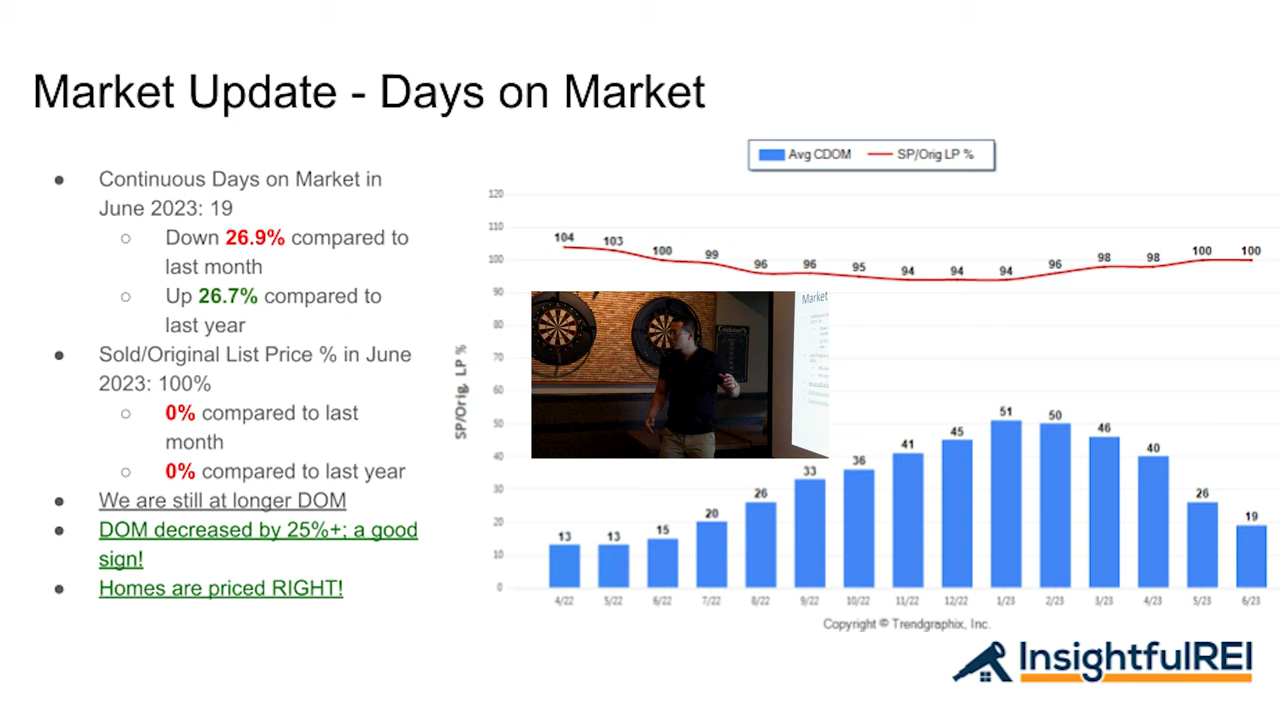 Market Update - Days on Market
● Continuous Days on Market in
June 2023: 19
○ Down 26.9% compared to
last month
○ Up 26.7% compared to
last year
● Sold/Original List Price % in June
2023: 100%
○ 0% compared to last
month
○ 0% compared to last year
● We are still at longer DOM
● DOM decreased by 25%+; a good
sign!
● Homes are priced RIGHT!
Avg CDOM SP/Orig LP %
SP/Orig, LP %
120
110
100
90
80
70
60
50
40
30
20
10
0
104 103 100 99 96 96 95 94 94 94 96 98 98 100 100
Market
13 13 15 20 26 33 36 41 45 51 50 46 40 26 19
4/22 5/22 6/22 7/22 8/22 9/22 10/22 11/22 12/22 1/23 2/23 3/23 4/23 5/23 6/23
Copyright © Trendgraphix, Inc.
InsightfulREI